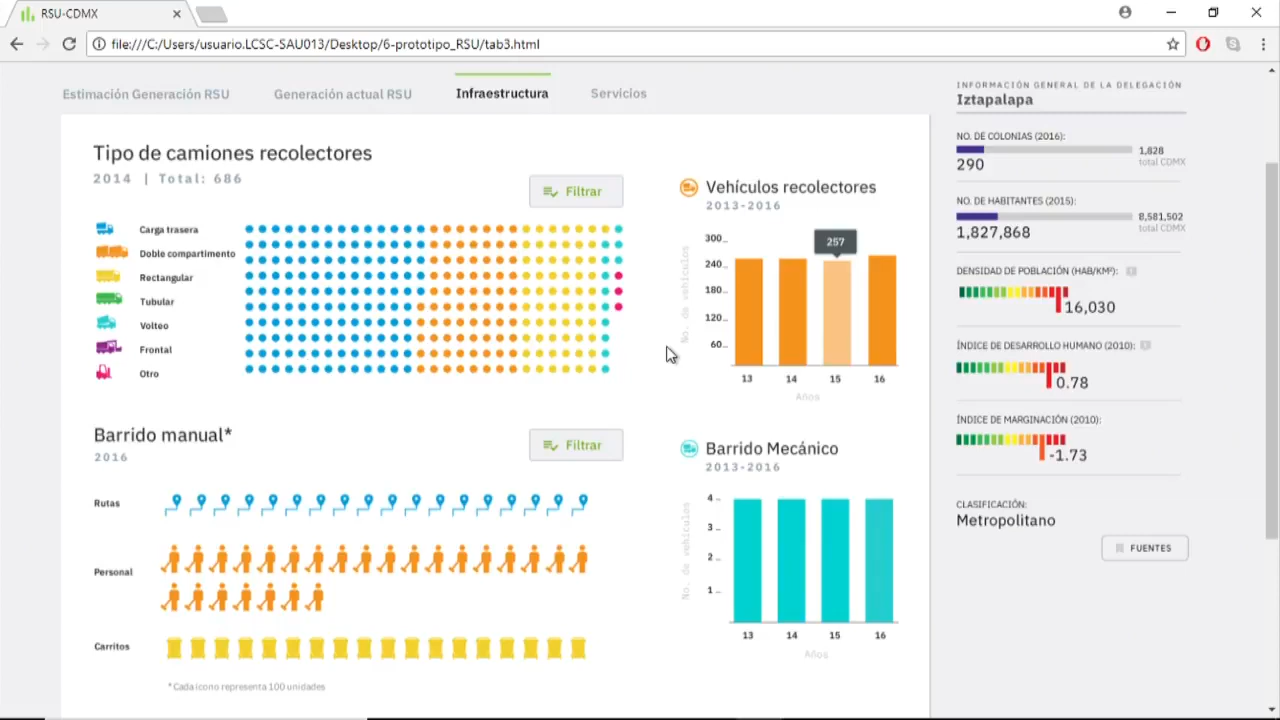 RSU-CDMX
file:///C:/Users/usuario.LCSC-SAU013/Desktop/6-prototipo_RSU/tab3.html
Estimación Generación RSU
Generación actual RSU
Infraestructura
Servicios
Tipo de camiones recolectores
2014 | Total: 686
Filtrar
Carga trasera
Doble compartimento
Rectangular
Tubular
Volteo
Frontal
Otro
Vehículos recolectores
2013-2016
No. de vehículos
300
240
180
120
60
257
13 14 15 16
Años
Barrido manual*
2016
Filtrar
Rutas
Personal
Carritos
*Cada icono representa 100 unidades
Barrido Mecánico
2013-2016
No. de vehículos
4
3
2
1
13 14 15 16
Años
INFORMACIÓN GENERAL DE LA DELEGACIÓN
Iztapalapa
NO. DE COLONIAS (2016):
290
1,828
total CDMX
NO. DE HABITANTES (2015):
1,827,868
8,581,502
total CDMX
DENSIDAD DE POBLACIÓN (HAB/KM²):
16,030
ÍNDICE DE DESARROLLO HUMANO (2010):
0.78
ÍNDICE DE MARGINACIÓN (2010):
-1.73
CLASIFICACIÓN:
Metropolitano
FUENTES